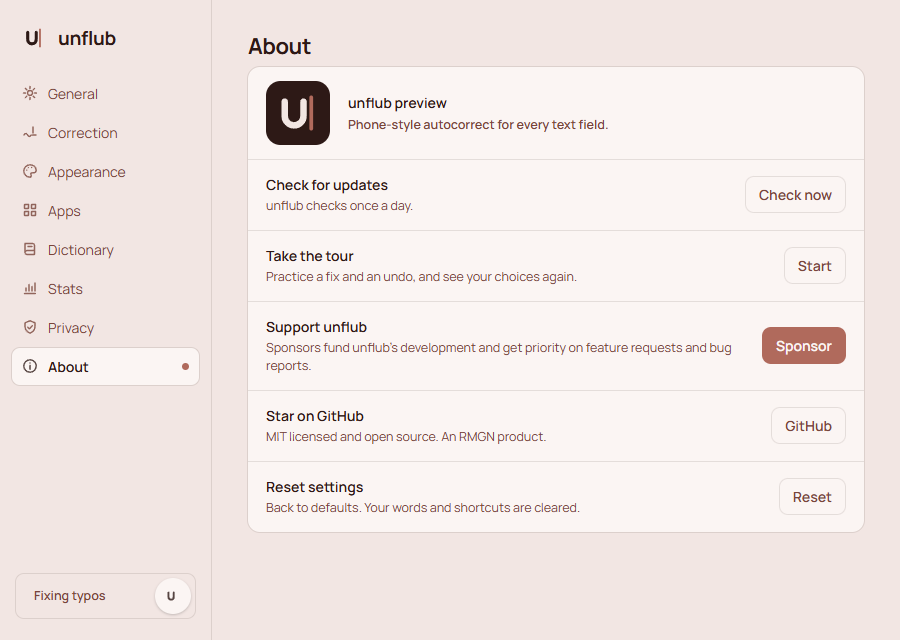 U unflub
General
Correction
Appearance
Apps
Dictionary
Stats
Privacy
About
Fixing typos U
About
U
unflub preview
Phone-style autocorrect for every text field.
Check for updates
unflub checks once a day.
Check now
Take the tour
Practice a fix and an undo, and see your choices again.
Start
Support unflub
Sponsors fund unflub's development and get priority on feature requests and bug
reports.
Sponsor
Star on GitHub
MIT licensed and open source. An RMGN product.
GitHub
Reset settings
Back to defaults. Your words and shortcuts are cleared.
Reset